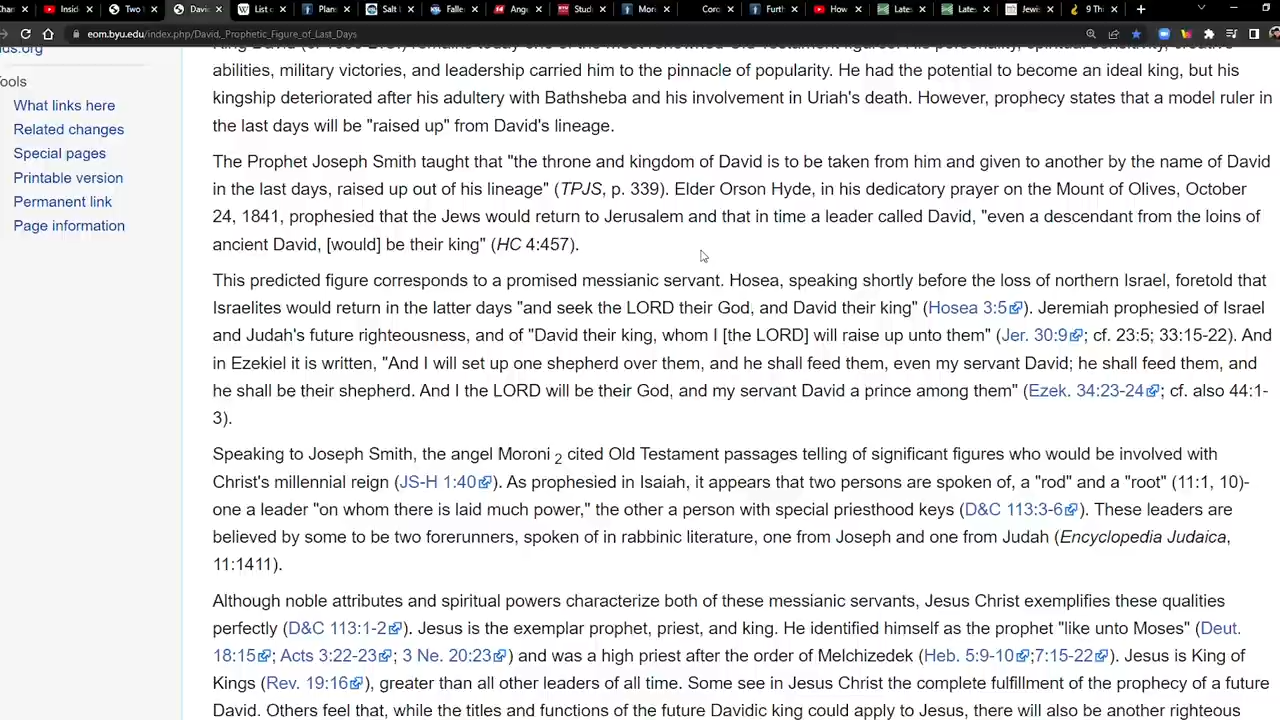 Insid
Two
David
List o
Plan
Salt
Falle
Ange
Stud
Mor
Coro
Furth
How
Lates
Lates
Jewis
9 Th
eom.byu.edu/index.php/David,_Prophetic_Figure_of_Last_Days
us.org
ools
What links here
Related changes
Special pages
Printable version
Permanent link
Page information
abilities, military victories, and leadership carried him to the pinnacle of popularity. He had the potential to become an ideal king, but his
kingship deteriorated after his adultery with Bathsheba and his involvement in Uriah's death. However, prophecy states that a model ruler in
the last days will be "raised up" from David's lineage.
The Prophet Joseph Smith taught that "the throne and kingdom of David is to be taken from him and given to another by the name of David
in the last days, raised up out of his lineage" (TPJS, p. 339). Elder Orson Hyde, in his dedicatory prayer on the Mount of Olives, October
24, 1841, prophesied that the Jews would return to Jerusalem and that in time a leader called David, "even a descendant from the loins of
ancient David, [would] be their king" (HC 4:457).
This predicted figure corresponds to a promised messianic servant. Hosea, speaking shortly before the loss of northern Israel, foretold that
Israelites would return in the latter days "and seek the LORD their God, and David their king" (Hosea 3:5). Jeremiah prophesied of Israel
and Judah's future righteousness, and of "David their king, whom I [the LORD] will raise up unto them" (Jer. 30:9; cf. 23:5; 33:15-22). And
in Ezekiel it is written, "And I will set up one shepherd over them, and he shall feed them, even my servant David; he shall feed them, and
he shall be their shepherd. And I the LORD will be their God, and my servant David a prince among them" (Ezek. 34:23-24; cf. also 44:1-
3).
Speaking to Joseph Smith, the angel Moroni 2 cited Old Testament passages telling of significant figures who would be involved with
Christ's millennial reign (JS-H 1:40). As prophesied in Isaiah, it appears that two persons are spoken of, a "rod" and a "root" (11:1, 10)-
one a leader "on whom there is laid much power," the other a person with special priesthood keys (D&C 113:3-6). These leaders are
believed by some to be two forerunners, spoken of in rabbinic literature, one from Joseph and one from Judah (Encyclopedia Judaica,
11:1411).
Although noble attributes and spiritual powers characterize both of these messianic servants, Jesus Christ exemplifies these qualities
perfectly (D&C 113:1-2). Jesus is the exemplar prophet, priest, and king. He identified himself as the prophet "like unto Moses" (Deut.
18:15; Acts 3:22-23; 3 Ne. 20:23) and was a high priest after the order of Melchizedek (Heb. 5:9-10;7:15-22). Jesus is King of
Kings (Rev. 19:16), greater than all other leaders of all time. Some see in Jesus Christ the complete fulfillment of the prophecy of a future
David. Others feel that, while the titles and functions of the future Davidic king could apply to Jesus, there will also be another righteous